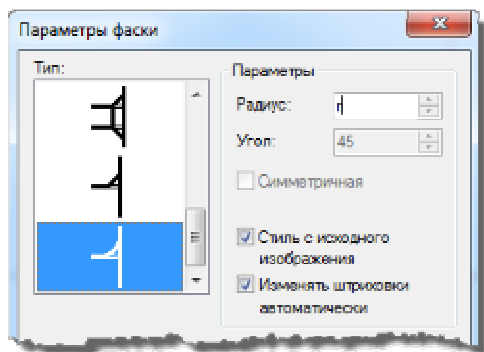 Параметры фаски
Тип:
Параметры
Радиус: r
Угол: 45
Симметричная
Стиль с исходного
изображения
Изменять штриховки
автоматически